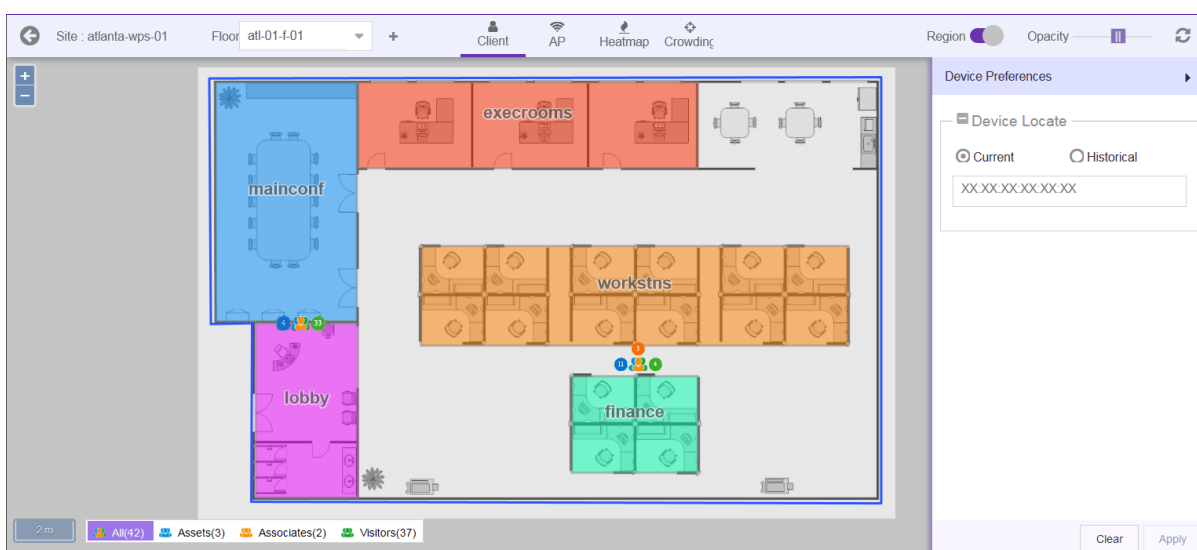 Site : atlanta-wps-01
Floor atl-01-f-01
+
Client
AP
Heatmap
Crowding
Region
Opacity
+
−
Device Preferences
Device Locate
Current
Historical
XX:XX:XX:XX:XX:XX
execrooms
mainconf
workstns
4
33
3
11
4
lobby
finance
2 m
All(42)
Assets(3)
Associates(2)
Visitors(37)
Clear
Apply